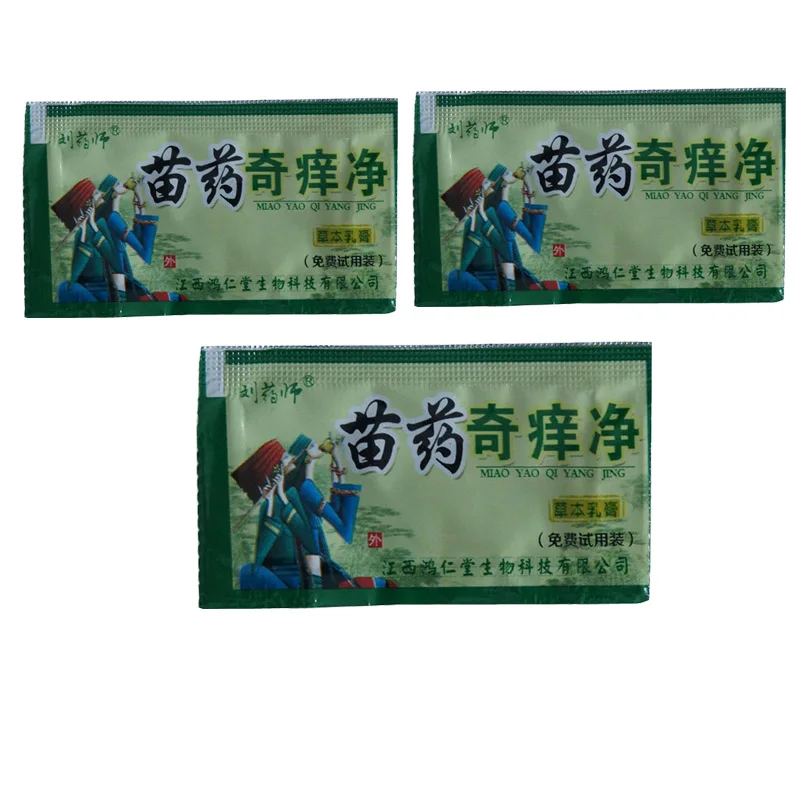 刘药师®
苗药奇痒净
MIAO YAO QI YANG JING
草本乳膏
(免费试用装)
外
江西鸿仁堂生物科技有限公司
刘药师®
苗药奇痒净
MIAO YAO QI YANG JING
草本乳膏
(免费试用装)
外
江西鸿仁堂生物科技有限公司
刘药师®
苗药奇痒净
MIAO YAO QI YANG JING
草本乳膏
(免费试用装)
外
江西鸿仁堂生物科技有限公司